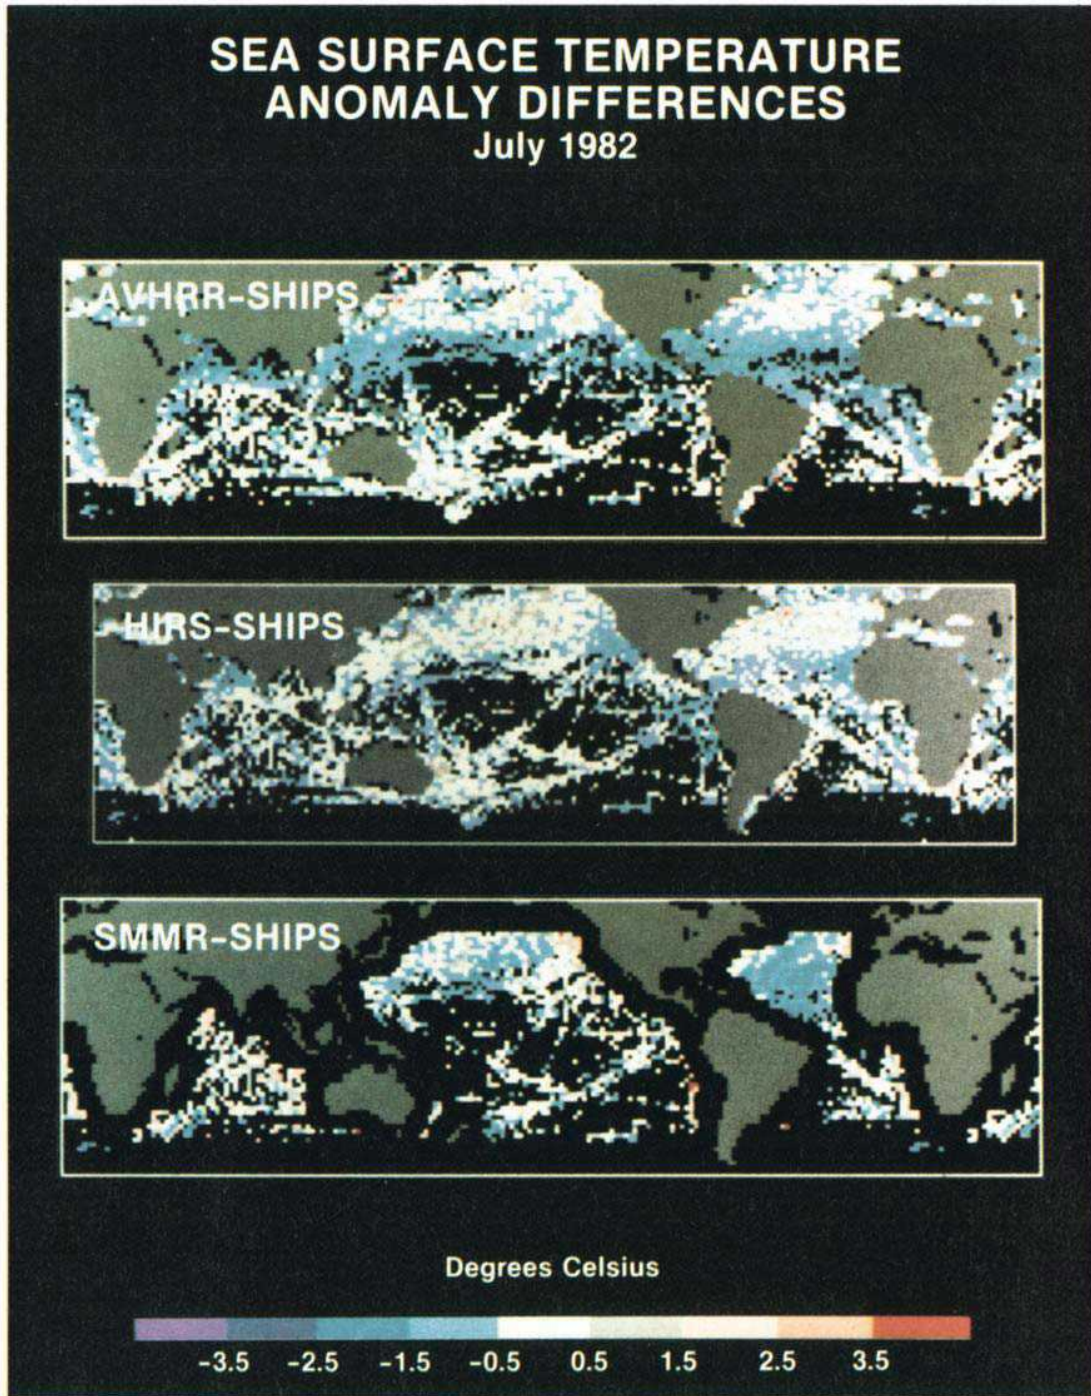 SEA SURFACE TEMPERATURE
ANOMALY DIFFERENCES
July 1982
AVHRR-SHIPS
HIRS-SHIPS
SMMR-SHIPS
Degrees Celsius
-3.5 -2.5 -1.5 -0.5 0.5 1.5 2.5 3.5